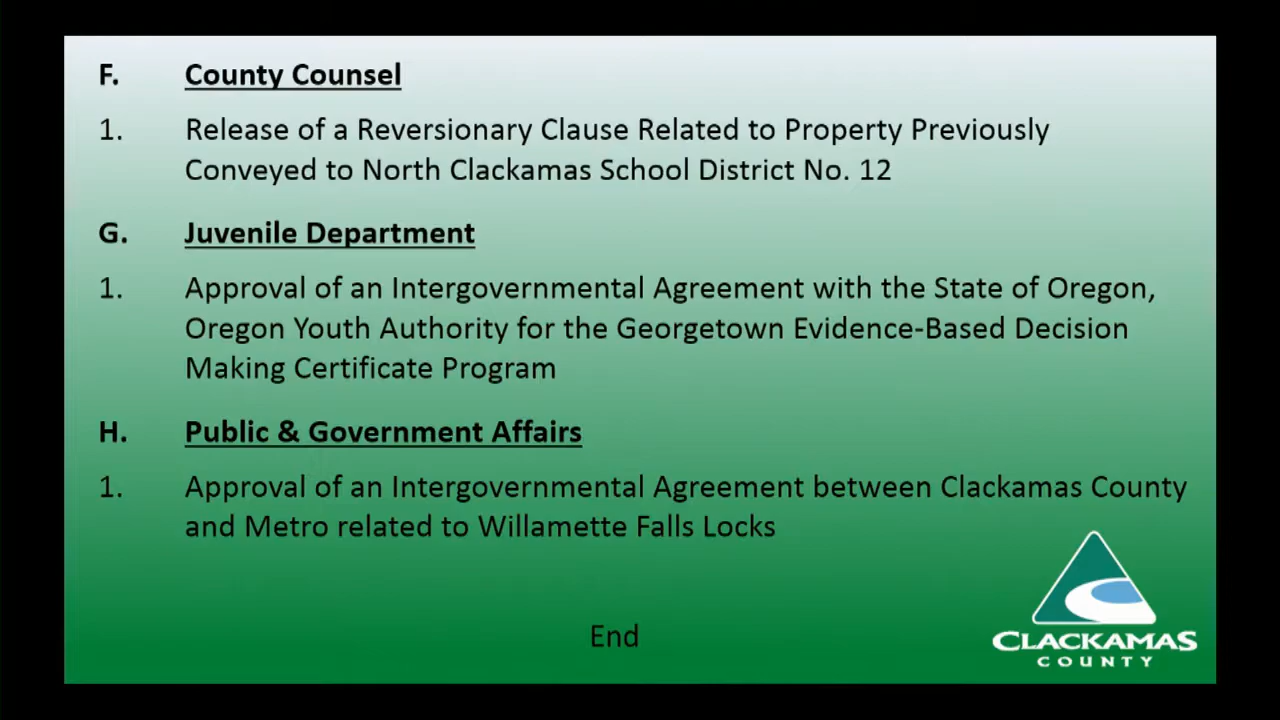 F. County Counsel
1. Release of a Reversionary Clause Related to Property Previously
Conveyed to North Clackamas School District No. 12
G. Juvenile Department
1. Approval of an Intergovernmental Agreement with the State of Oregon,
Oregon Youth Authority for the Georgetown Evidence-Based Decision
Making Certificate Program
H. Public & Government Affairs
1. Approval of an Intergovernmental Agreement between Clackamas County
and Metro related to Willamette Falls Locks
End
CLACKAMAS
COUNTY